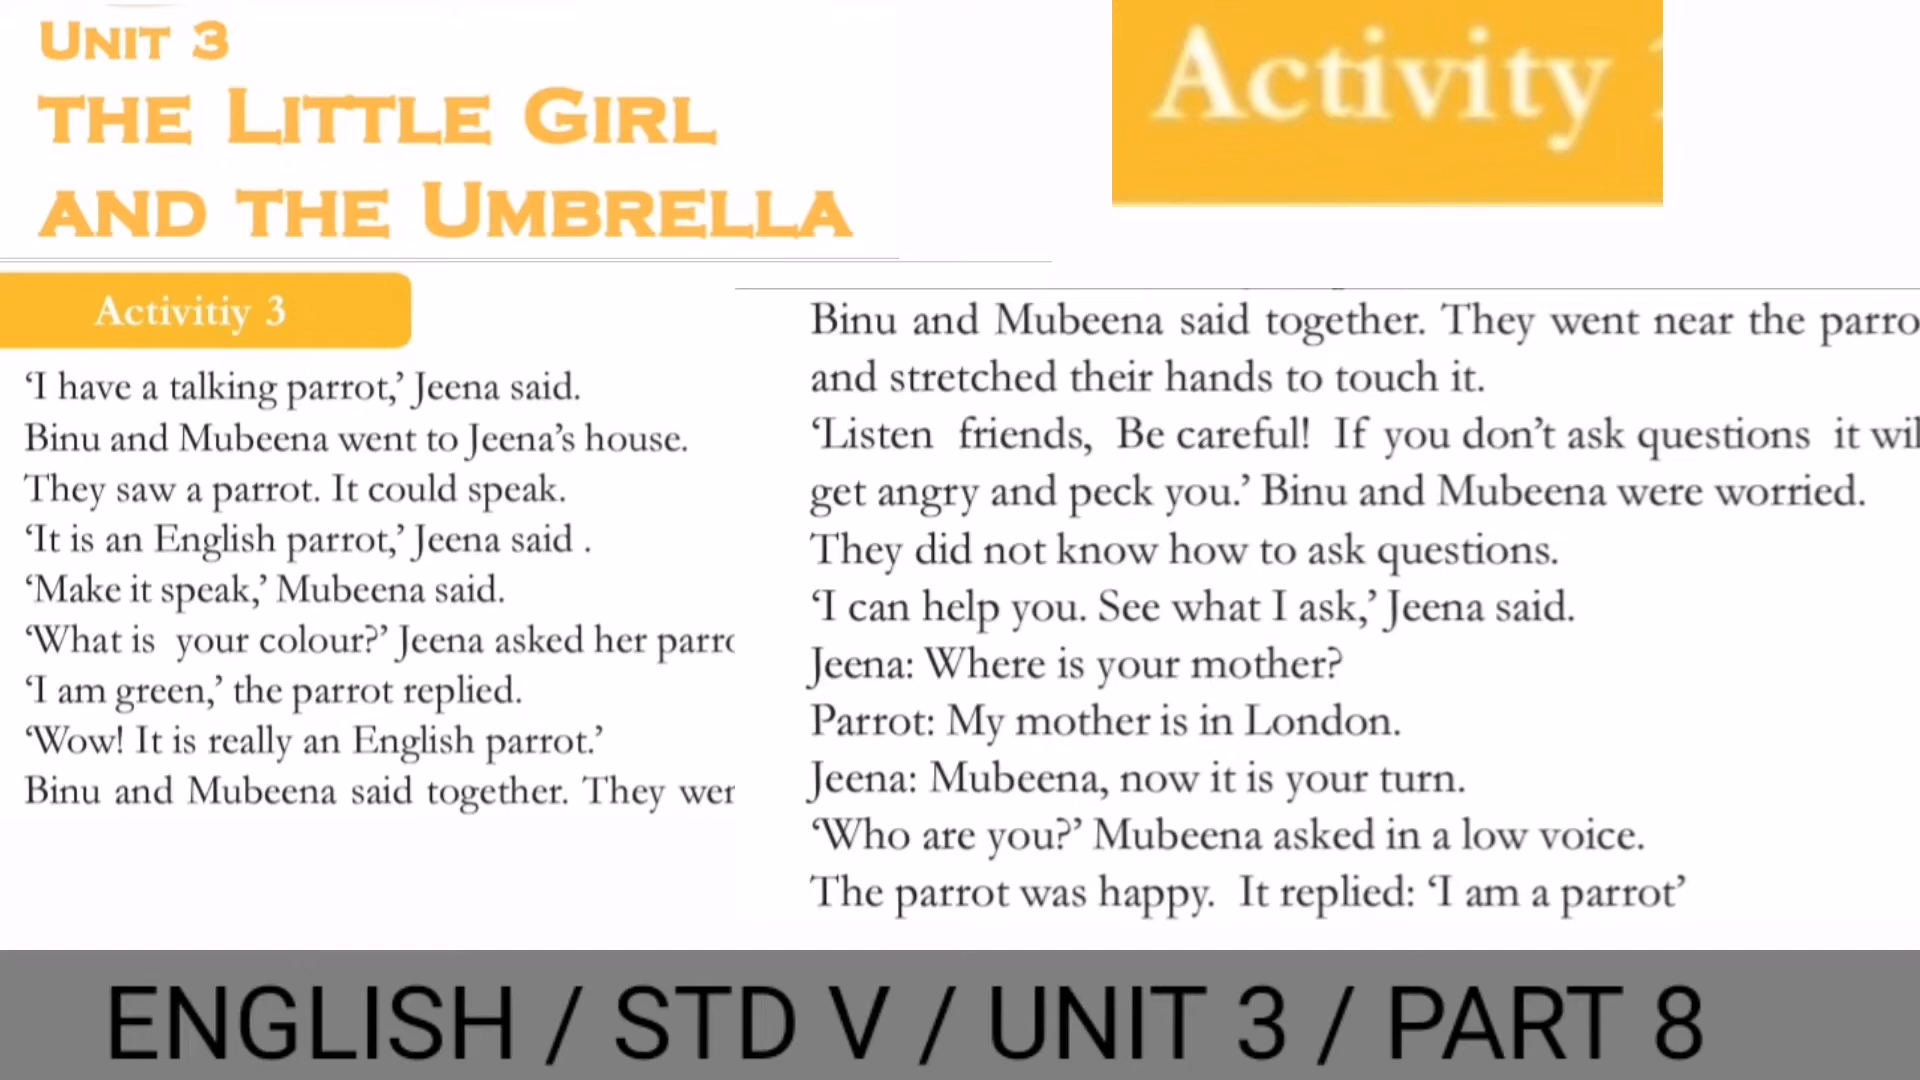 UNIT 3
THE LITTLE GIRL
AND THE UMBRELLA
Activity
Activitiy 3
‘I have a talking parrot,’ Jeena said.
Binu and Mubeena went to Jeena’s house.
They saw a parrot. It could speak.
‘It is an English parrot,’ Jeena said .
‘Make it speak,’ Mubeena said.
‘What is your colour?’ Jeena asked her parro
‘I am green,’ the parrot replied.
‘Wow! It is really an English parrot.’
Binu and Mubeena said together. They wer
Binu and Mubeena said together. They went near the parro
and stretched their hands to touch it.
‘Listen friends, Be careful! If you don’t ask questions it wil
get angry and peck you.’ Binu and Mubeena were worried.
They did not know how to ask questions.
‘I can help you. See what I ask,’ Jeena said.
Jeena: Where is your mother?
Parrot: My mother is in London.
Jeena: Mubeena, now it is your turn.
‘Who are you?’ Mubeena asked in a low voice.
The parrot was happy. It replied: ‘I am a parrot’
ENGLISH / STD V / UNIT 3 / PART 8